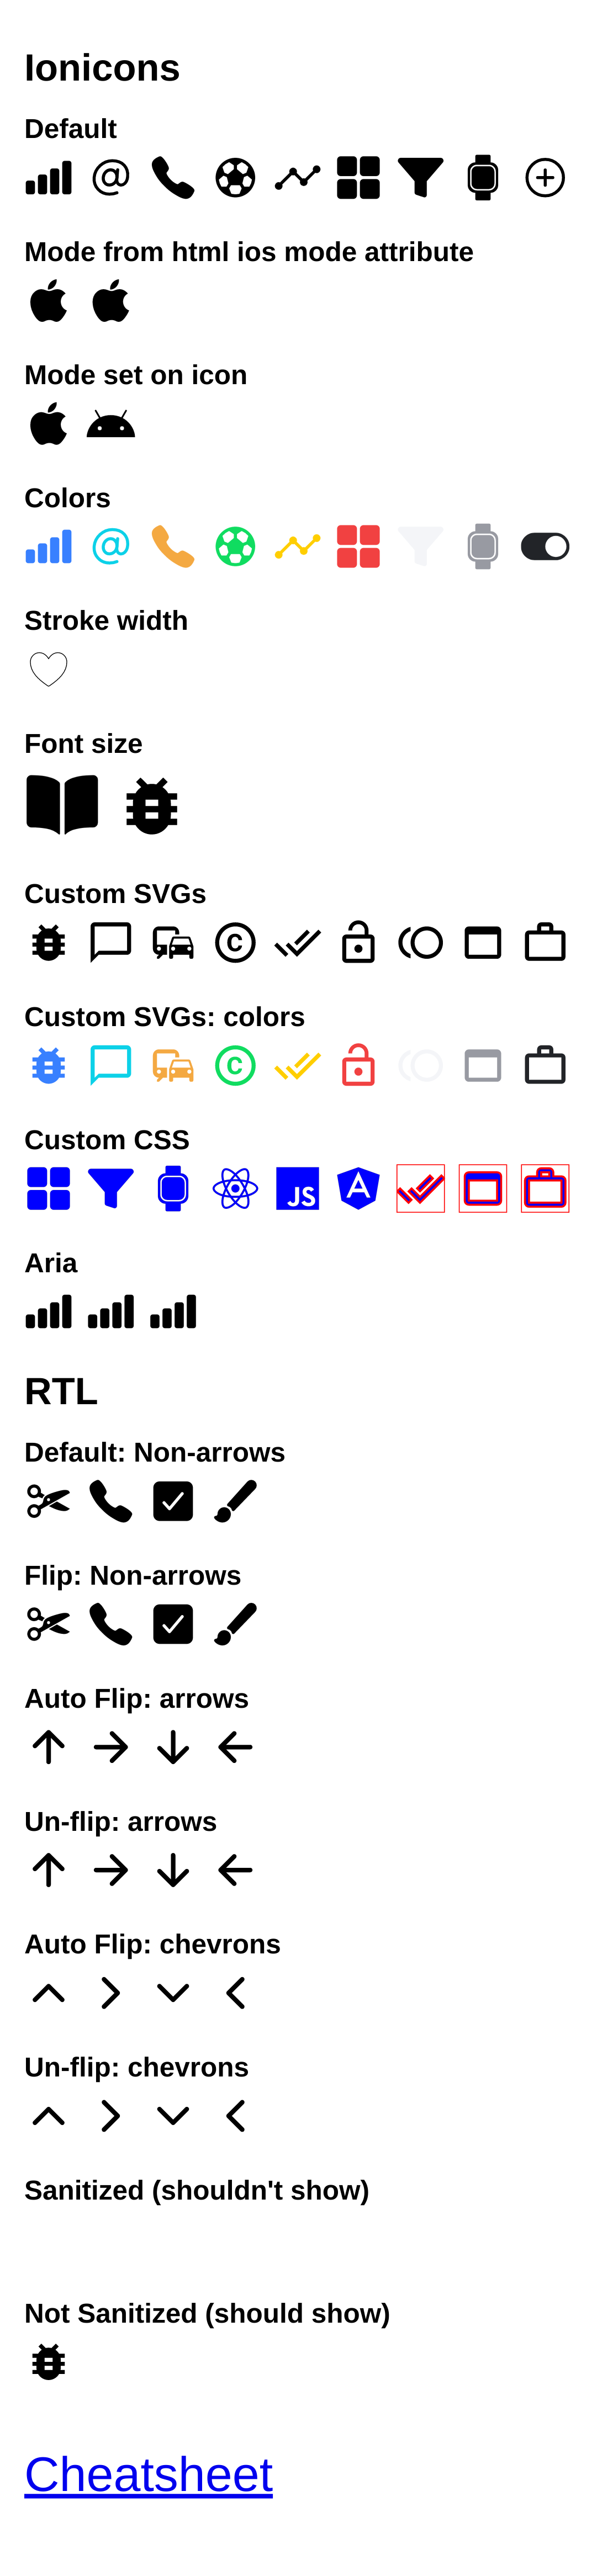 Ionicons
Default
Mode from html ios mode attribute
Mode set on icon
Colors
Stroke width
Font size
Custom SVGs
Custom SVGs: colors
Custom CSS
JS
Aria
RTL
Default: Non-arrows
Flip: Non-arrows
Auto Flip: arrows
Un-flip: arrows
Auto Flip: chevrons
Un-flip: chevrons
Sanitized (shouldn't show)
Not Sanitized (should show)
Cheatsheet